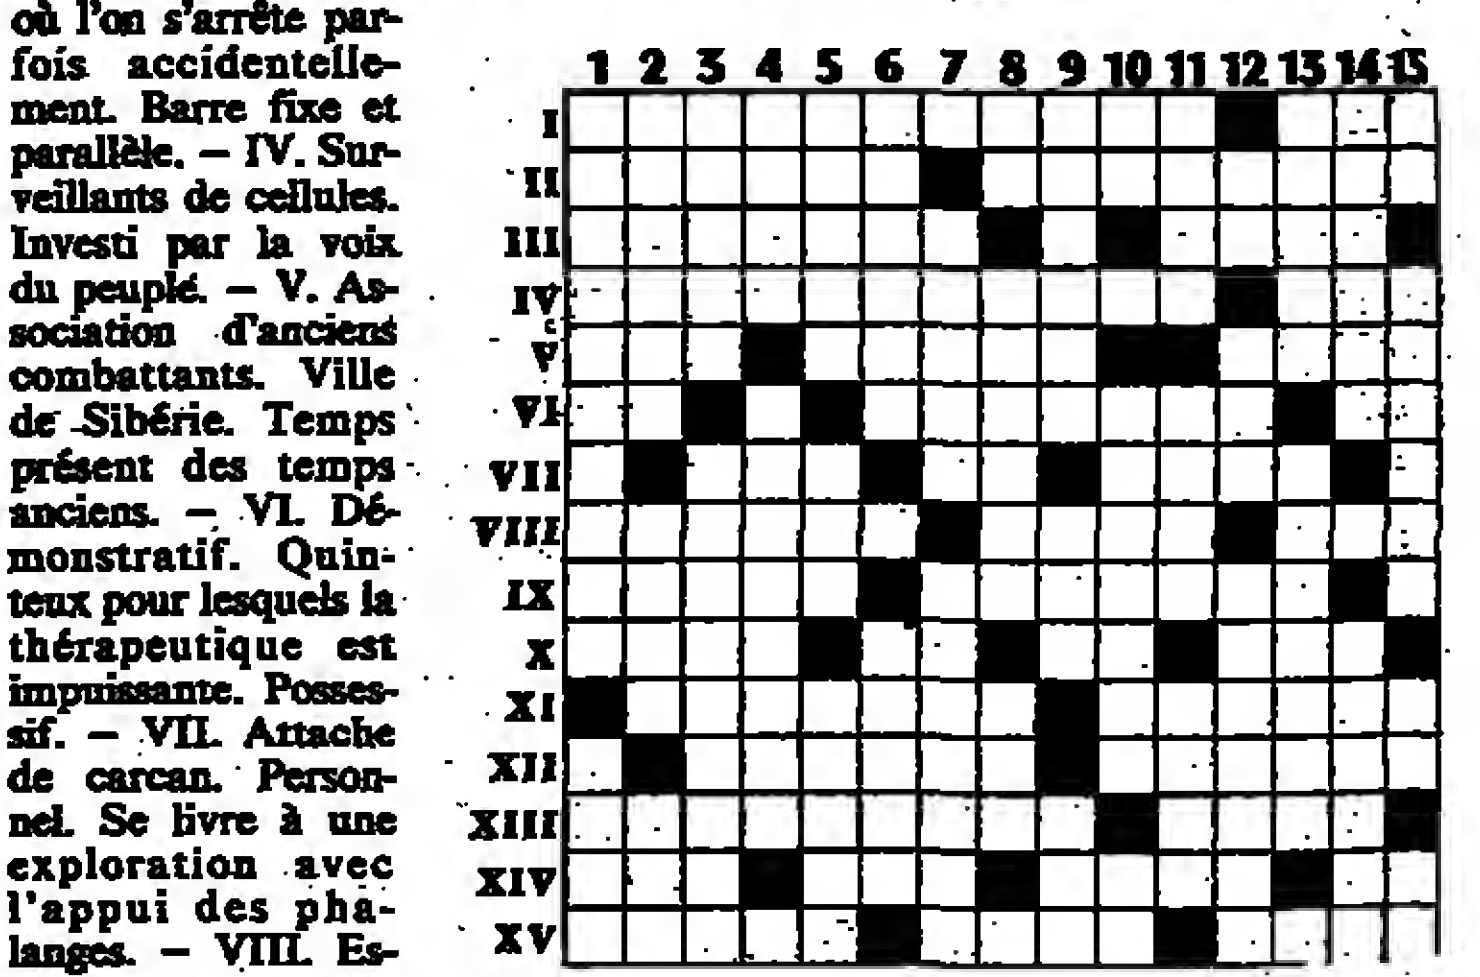 où l'on s'arrête par-
fois accidentelle-
ment. Barre fixe et
parallèle. — IV. Sur-
veillants de cellules.
Investi par la voix
du peuple. — V. As-
sociation d'anciens
combattants. Ville
de Sibérie. Temps
présent des temps
anciens. — VI. Dé-
monstratif. Quin-
teux pour lesquels la
thérapeutique est
impuissante. Posses-
sif. — VII. Attache
de carcan. Person-
nel. Se livre à une
exploration avec
l'appui des pha-
langes. — VIII. Es-
1 2 3 4 5 6 7 8 9 10 11 12 13 14 15
I
II
III
IV
V
VI
VII
VIII
IX
X
XI
XII
XIII
XIV
XV